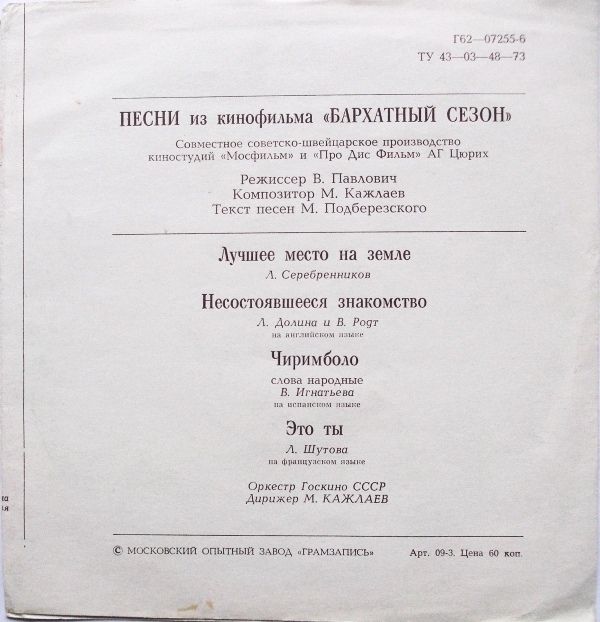 Г62—07255-6
ТУ 43—03—48—73
ПЕСНИ из кинофильма «БАРХАТНЫЙ СЕЗОН»
Совместное советско-швейцарское производство
киностудий «Мосфильм» и «Про Дис Фильм» АГ Цюрих
Режиссер В. Павлович
Композитор М. Кажлаев
Текст песен М. Подберезского
Лучшее место на земле
Л. Серебренников
Несостоявшееся знакомство
Л. Долина и В. Родт
на английском языке
Чиримболо
слова народные
В. Игнатьева
на испанском языке
Это ты
Л. Шутова
на французском языке
Оркестр Госкино СССР
Дирижер М. КАЖЛАЕВ
© МОСКОВСКИЙ ОПЫТНЫЙ ЗАВОД «ГРАМЗАПИСЬ» Арт. 09-3. Цена 60 коп.